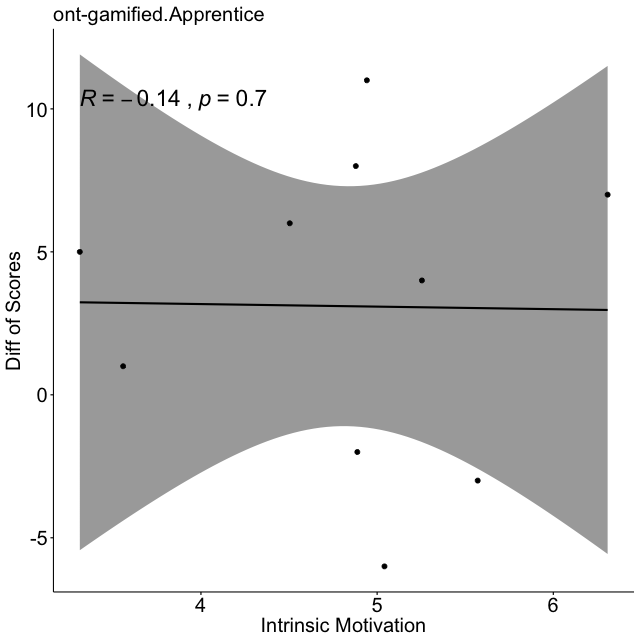 ont-gamified.Apprentice
R = −0.14 , p = 0.7
10
5
0
-5
Diff of Scores
4 5 6
Intrinsic Motivation